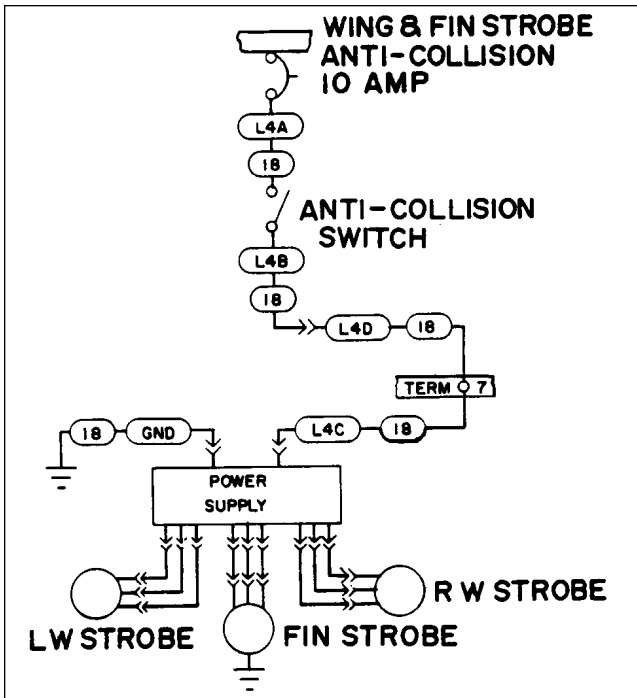 WING & FIN STROBE
ANTI-COLLISION
10 AMP
L4A
18
ANTI-COLLISION
SWITCH
L4B
18
L4D 18
TERM 7
18 GND L4C 18
POWER
SUPPLY
LW STROBE
FIN STROBE
RW STROBE